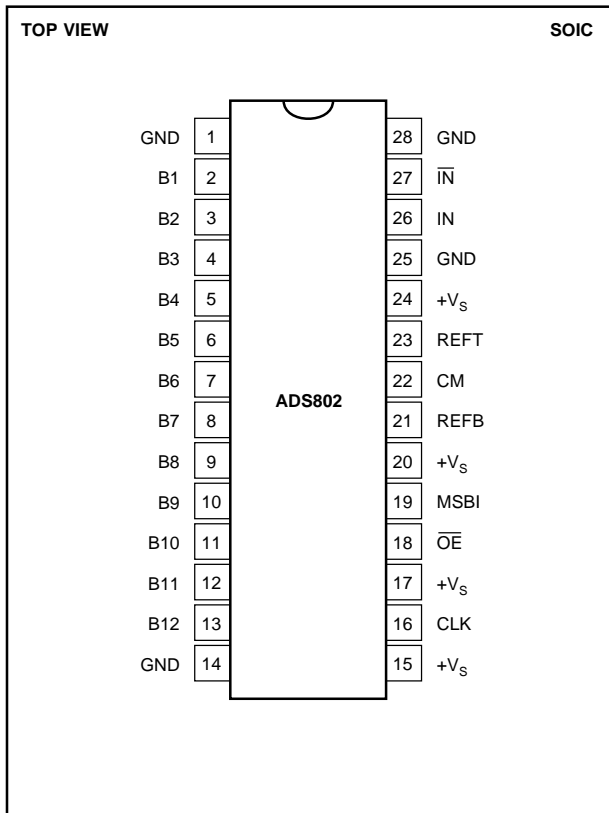 TOP VIEW SOIC
GND 1 28 GND
B1 2 27 I̅N̅
B2 3 26 IN
B3 4 25 GND
B4 5 24 +VS
B5 6 23 REFT
B6 7 22 CM
ADS802
B7 8 21 REFB
B8 9 20 +VS
B9 10 19 MSBI
B10 11 18 O̅E̅
B11 12 17 +VS
B12 13 16 CLK
GND 14 15 +VS